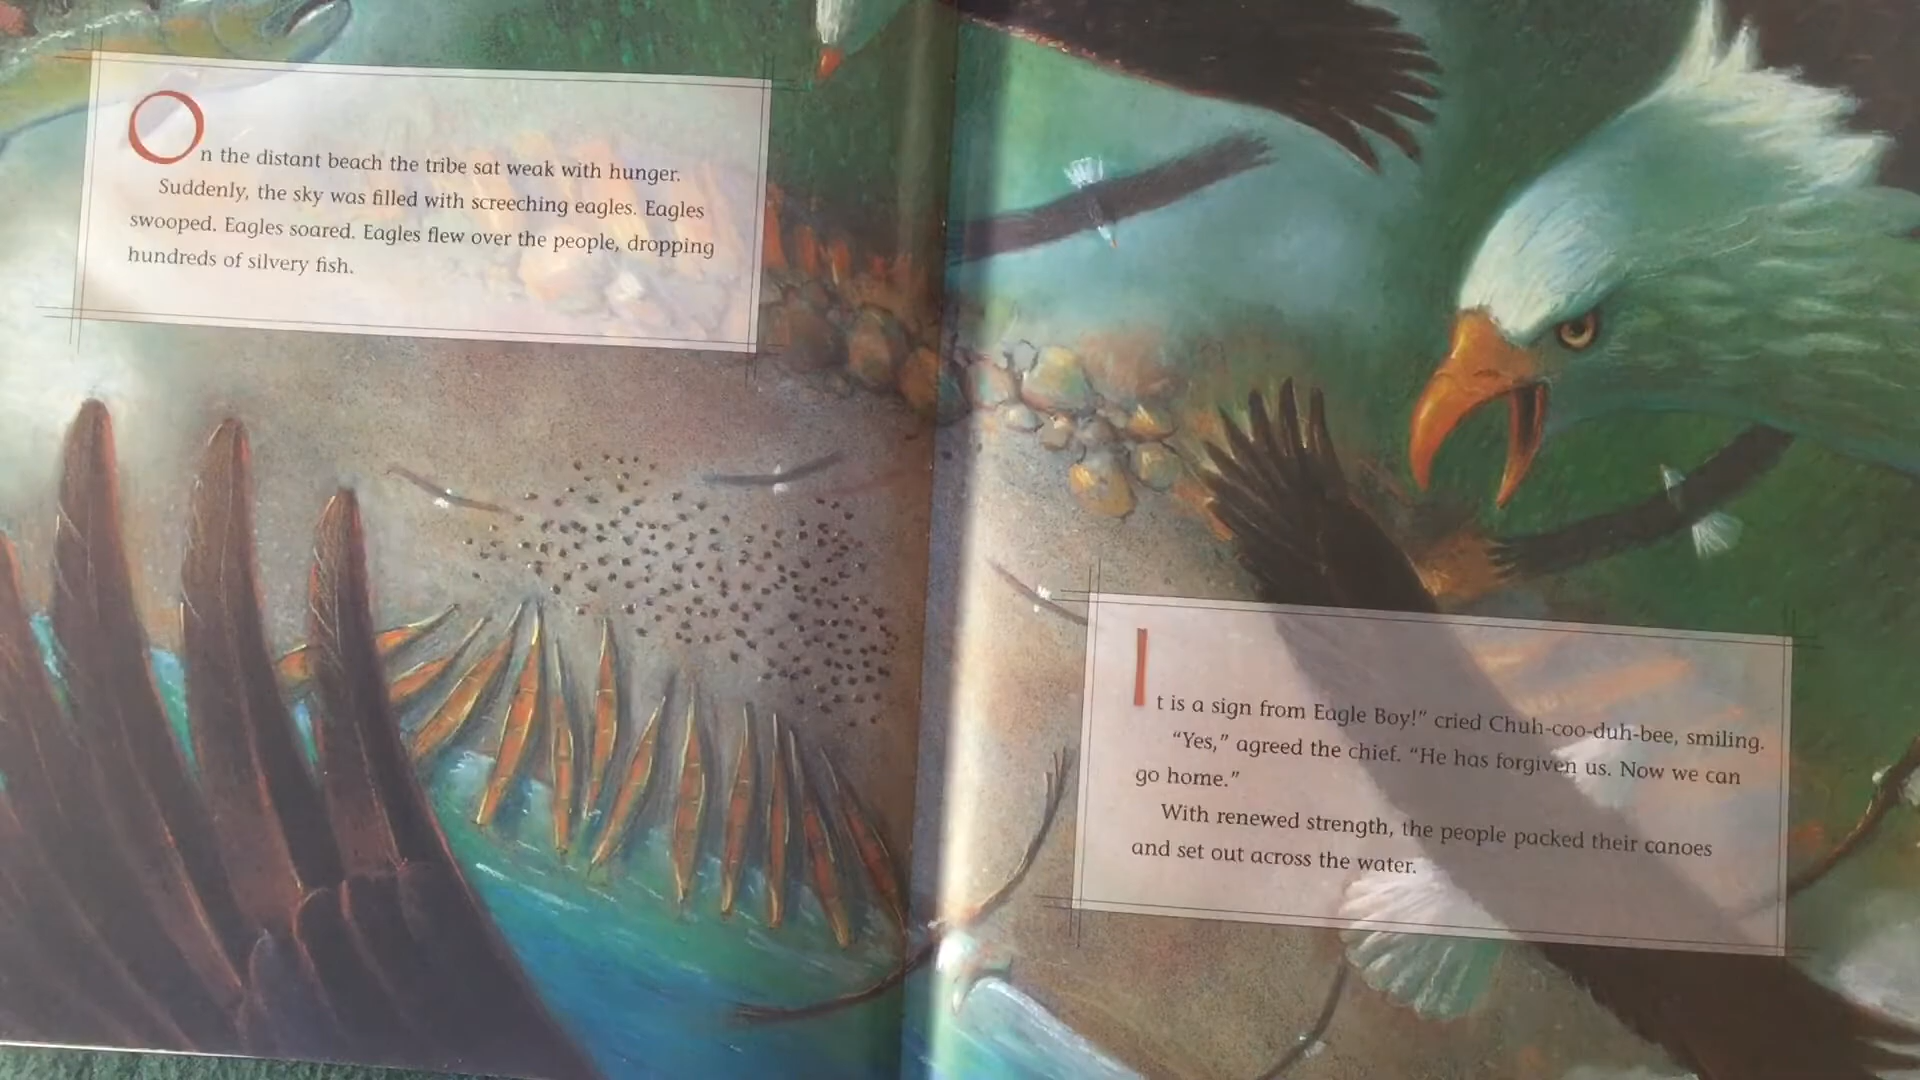 On the distant beach the tribe sat weak with hunger.
Suddenly, the sky was filled with screeching eagles. Eagles
swooped. Eagles soared. Eagles flew over the people, dropping
hundreds of silvery fish.
It is a sign from Eagle Boy!” cried Chuh-coo-duh-bee, smiling.
“Yes,” agreed the chief. “He has forgiven us. Now we can
go home.”
With renewed strength, the people packed their canoes
and set out across the water.